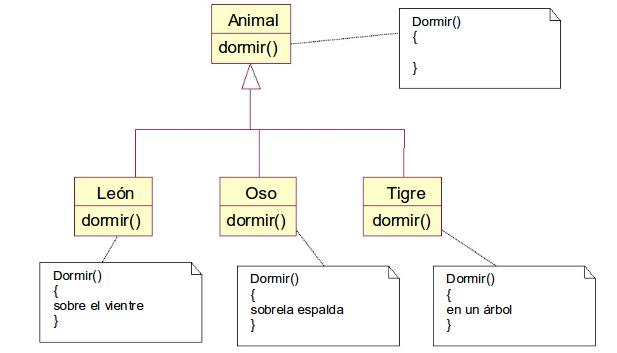 Animal
dormir()
Dormir()
{
}
León
dormir()
Oso
dormir()
Tigre
dormir()
Dormir()
{
sobre el vientre
}
Dormir()
{
sobrela espalda
}
Dormir()
{
en un árbol
}